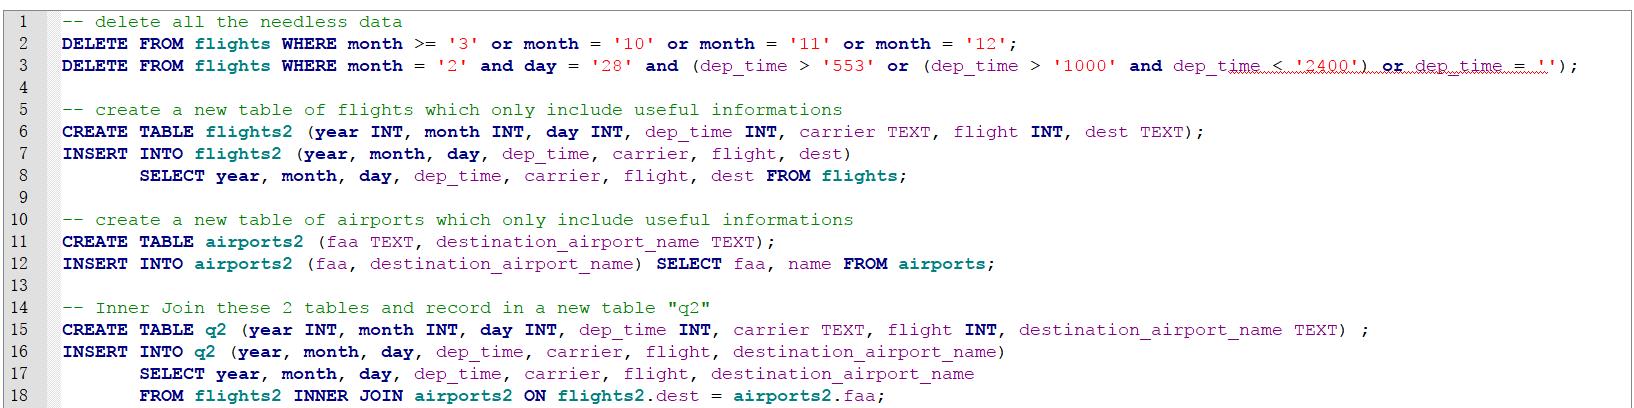 1 -- delete all the needless data
2 DELETE FROM flights WHERE month >= '3' or month = '10' or month = '11' or month = '12';
3 DELETE FROM flights WHERE month = '2' and day = '28' and (dep_time > '553' or (dep_time > '1000' and dep_time < '2400') or dep_time = '');
4
5 -- create a new table of flights which only include useful informations
6 CREATE TABLE flights2 (year INT, month INT, day INT, dep_time INT, carrier TEXT, flight INT, dest TEXT);
7 INSERT INTO flights2 (year, month, day, dep_time, carrier, flight, dest)
8 SELECT year, month, day, dep_time, carrier, flight, dest FROM flights;
9
10 -- create a new table of airports which only include useful informations
11 CREATE TABLE airports2 (faa TEXT, destination_airport_name TEXT);
12 INSERT INTO airports2 (faa, destination_airport_name) SELECT faa, name FROM airports;
13
14 -- Inner Join these 2 tables and record in a new table "q2"
15 CREATE TABLE q2 (year INT, month INT, day INT, dep_time INT, carrier TEXT, flight INT, destination_airport_name TEXT) ;
16 INSERT INTO q2 (year, month, day, dep_time, carrier, flight, destination_airport_name)
17 SELECT year, month, day, dep_time, carrier, flight, destination_airport_name
18 FROM flights2 INNER JOIN airports2 ON flights2.dest = airports2.faa;